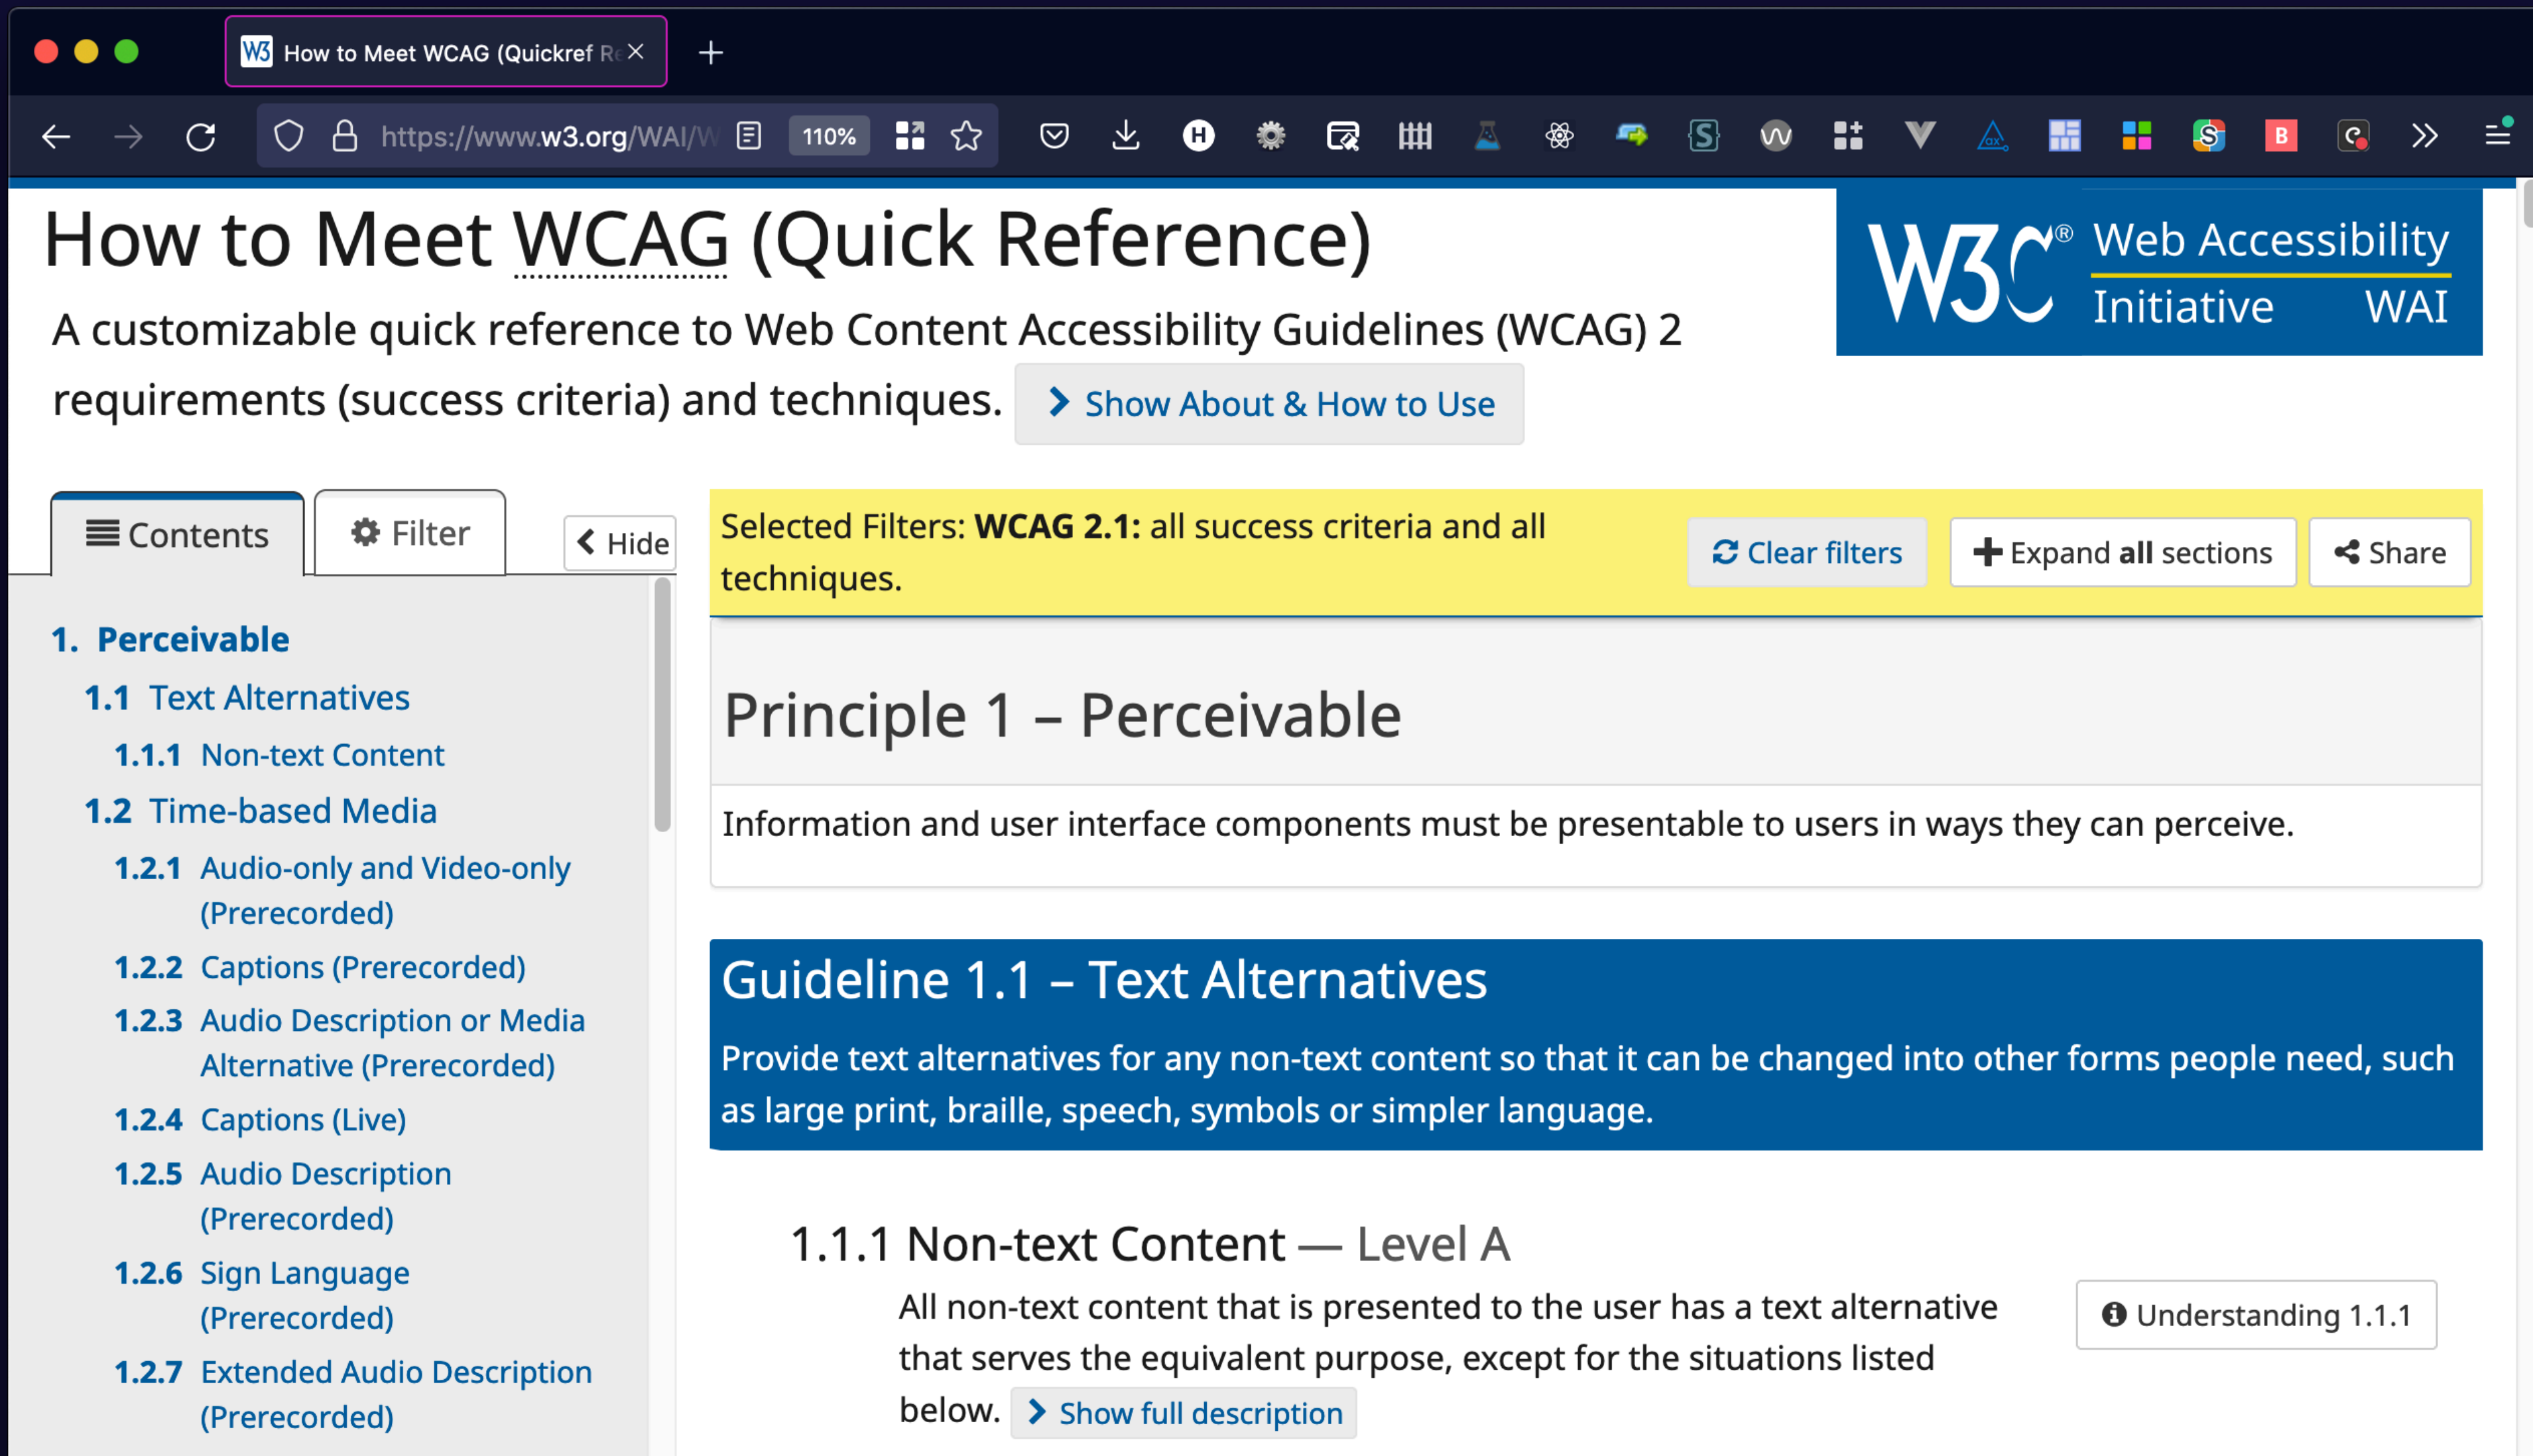 How to Meet WCAG (Quickref Re
https://www.w3.org/WAI/W
110%
How to Meet WCAG (Quick Reference)
A customizable quick reference to Web Content Accessibility Guidelines (WCAG) 2
requirements (success criteria) and techniques.
Show About & How to Use
W3C® Web Accessibility
Initiative WAI
Contents
Filter
Hide
1. Perceivable
1.1 Text Alternatives
1.1.1 Non-text Content
1.2 Time-based Media
1.2.1 Audio-only and Video-only
(Prerecorded)
1.2.2 Captions (Prerecorded)
1.2.3 Audio Description or Media
Alternative (Prerecorded)
1.2.4 Captions (Live)
1.2.5 Audio Description
(Prerecorded)
1.2.6 Sign Language
(Prerecorded)
1.2.7 Extended Audio Description
(Prerecorded)
Selected Filters: WCAG 2.1: all success criteria and all
techniques.
Clear filters
Expand all sections
Share
Principle 1 – Perceivable
Information and user interface components must be presentable to users in ways they can perceive.
Guideline 1.1 – Text Alternatives
Provide text alternatives for any non-text content so that it can be changed into other forms people need, such
as large print, braille, speech, symbols or simpler language.
1.1.1 Non-text Content — Level A
All non-text content that is presented to the user has a text alternative
that serves the equivalent purpose, except for the situations listed
below.
Show full description
Understanding 1.1.1